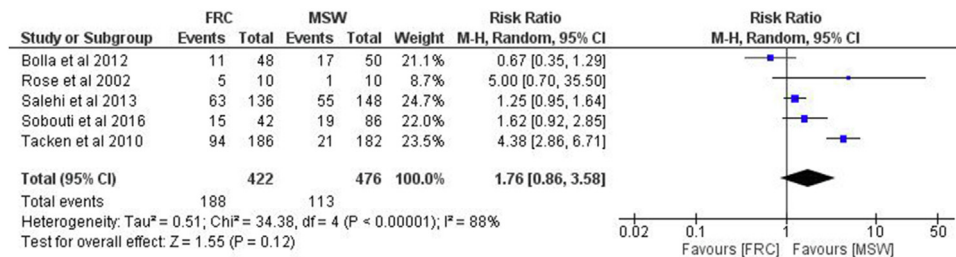 FRC MSW Risk Ratio Risk Ratio
Study or Subgroup Events Total Events Total Weight M-H, Random, 95% CI M-H, Random, 95% CI
Bolla et al 2012 11 48 17 50 21.1% 0.67 [0.35, 1.29]
Rose et al 2002 5 10 1 10 8.7% 5.00 [0.70, 35.50]
Salehi et al 2013 63 136 55 148 24.7% 1.25 [0.95, 1.64]
Sobouti et al 2016 15 42 19 86 22.0% 1.62 [0.92, 2.85]
Tacken et al 2010 94 186 21 182 23.5% 4.38 [2.86, 6.71]
Total (95% CI) 422 476 100.0% 1.76 [0.86, 3.58]
Total events 188 113
Heterogeneity: Tau² = 0.51; Chi² = 34.38, df = 4 (P < 0.00001); I² = 88%
Test for overall effect: Z = 1.55 (P = 0.12)
0.02 0.1 1 10 50
Favours [FRC] Favours [MSW]